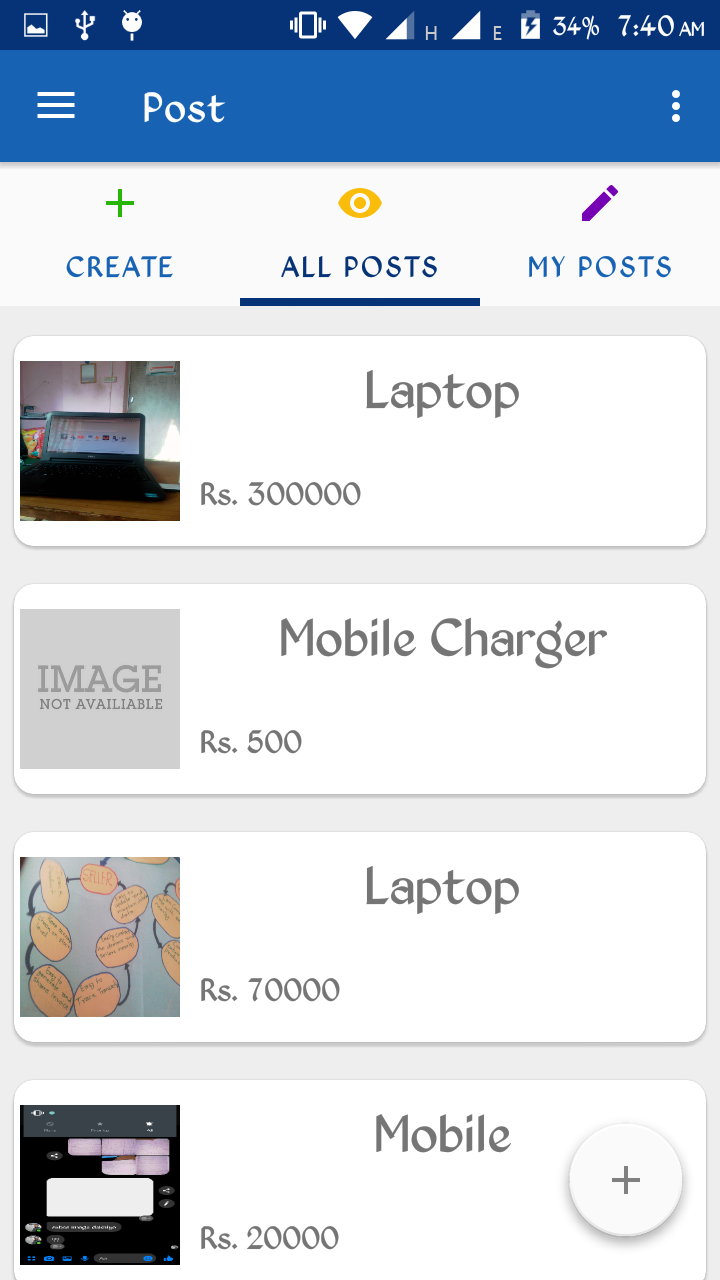 H E 34% 7:40 AM
Post
CREATE ALL POSTS MY POSTS
Laptop
Rs. 300000
IMAGE
NOT AVAILIABLE
Mobile Charger
Rs. 500
SELLER
Laptop
Rs. 70000
Mobile
Rs. 20000